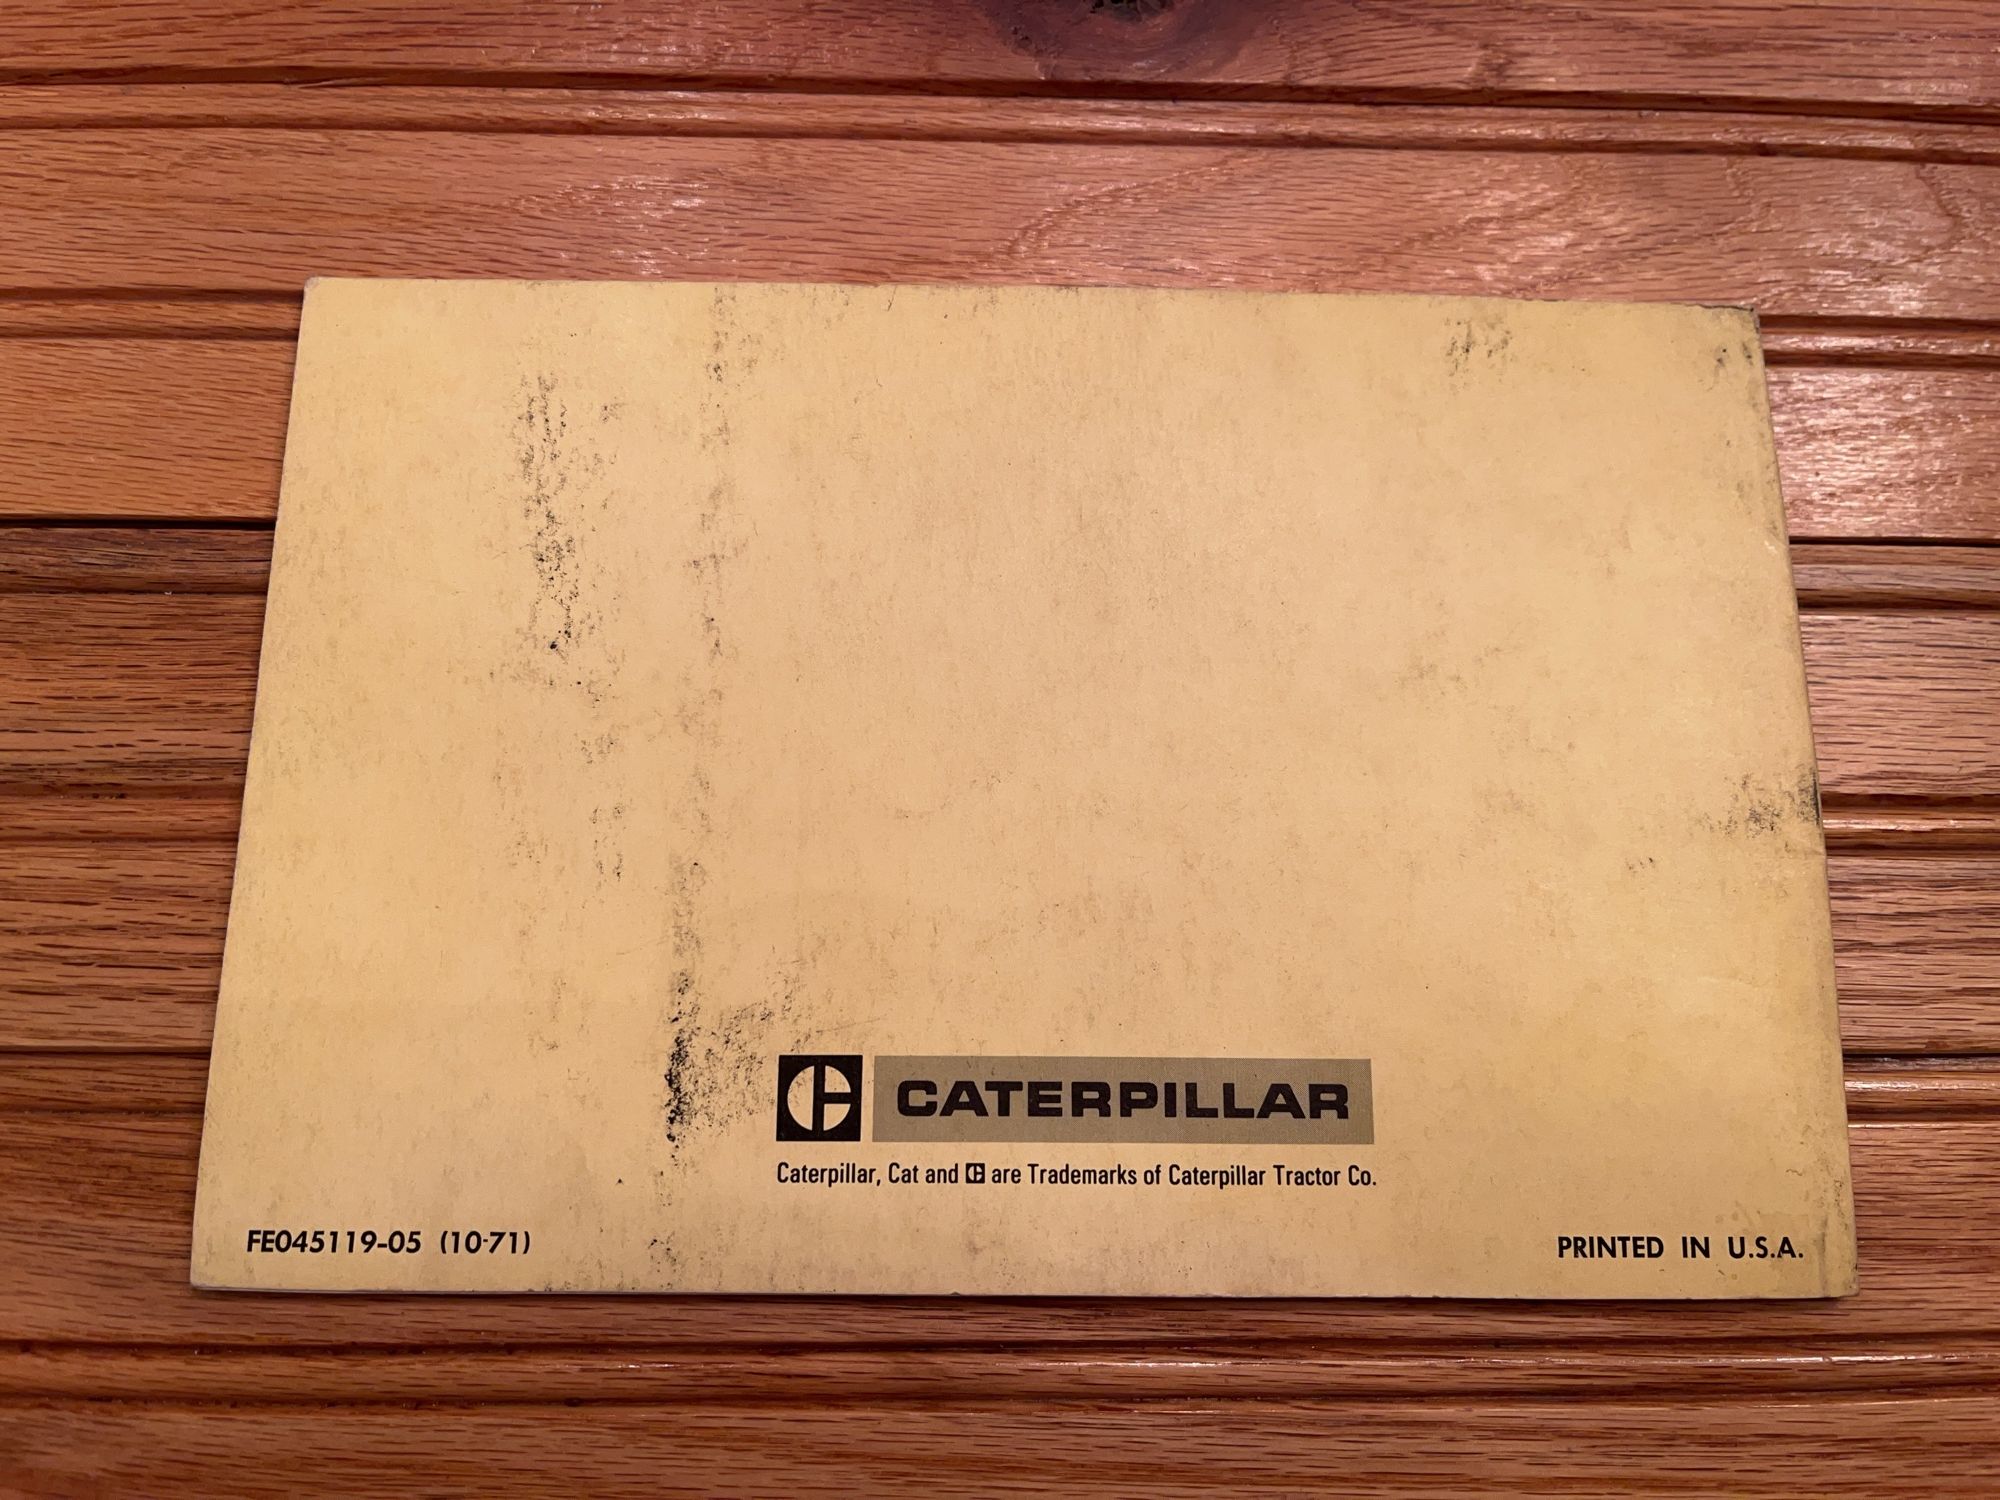 CATERPILLAR
Caterpillar, Cat and C are Trademarks of Caterpillar Tractor Co.
FE045119-05 (10-71)
PRINTED IN U.S.A.